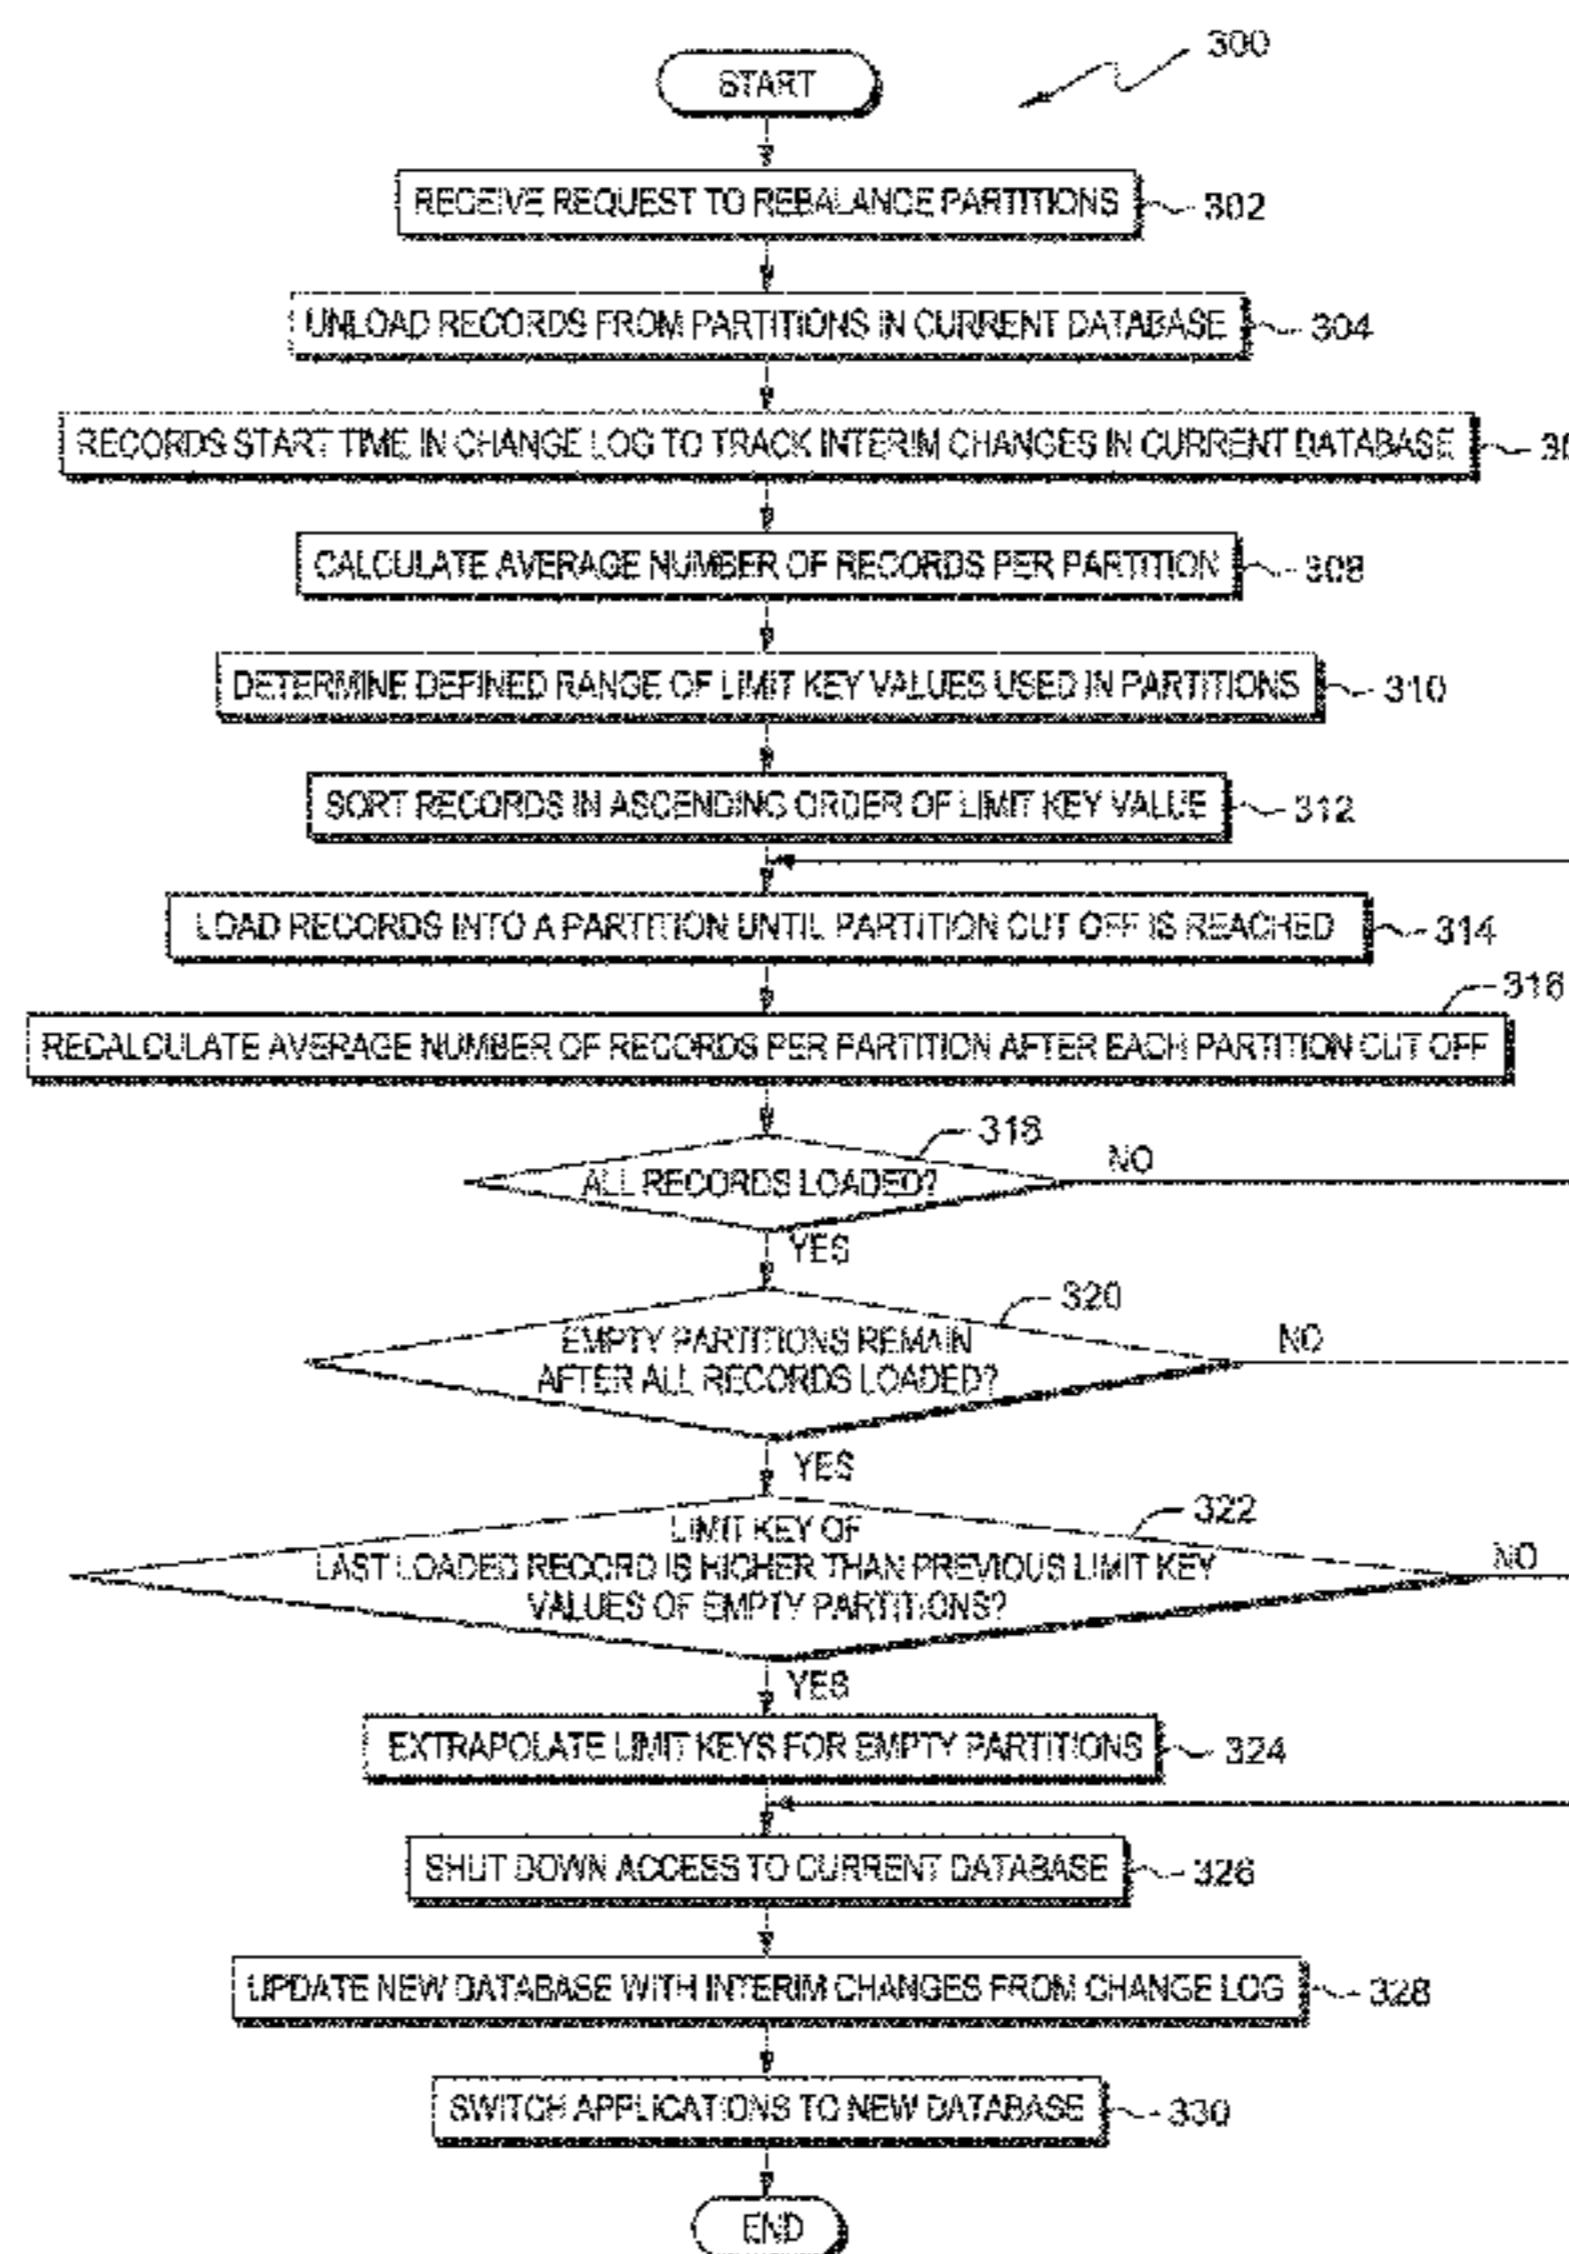 300
START
RECEIVE REQUEST TO REBALANCE PARTITIONS
302
UNLOAD RECORDS FROM PARTITIONS IN CURRENT DATABASE
304
RECORDS START TIME IN CHANGE LOG TO TRACK INTERIM CHANGES IN CURRENT DATABASE
CALCULATE AVERAGE NUMBER OF RECORDS PER PARTITION
308
DETERMINE DEFINED RANGE OF LIMIT KEY VALUES USED IN PARTITIONS
310
SORT RECORDS IN ASCENDING ORDER OF LIMIT KEY VALUE
312
LOAD RECORDS INTO A PARTITION UNTIL PARTITION CUT OFF IS REACHED
314
316
RECALCULATE AVERAGE NUMBER OF RECORDS PER PARTITION AFTER EACH PARTITION CUT OFF
318
ALL RECORDS LOADED?
NO
YES
320
EMPTY PARTITIONS REMAIN
AFTER ALL RECORDS LOADED?
NO
YES
322
LIMIT KEY OF
LAST LOADED RECORD IS HIGHER THAN PREVIOUS LIMIT KEY
VALUES OF EMPTY PARTITIONS?
NO
YES
EXTRAPOLATE LIMIT KEYS FOR EMPTY PARTITIONS
324
SHUT DOWN ACCESS TO CURRENT DATABASE
326
UPDATE NEW DATABASE WITH INTERIM CHANGES FROM CHANGE LOG
328
SWITCH APPLICATIONS TO NEW DATABASE
330
END